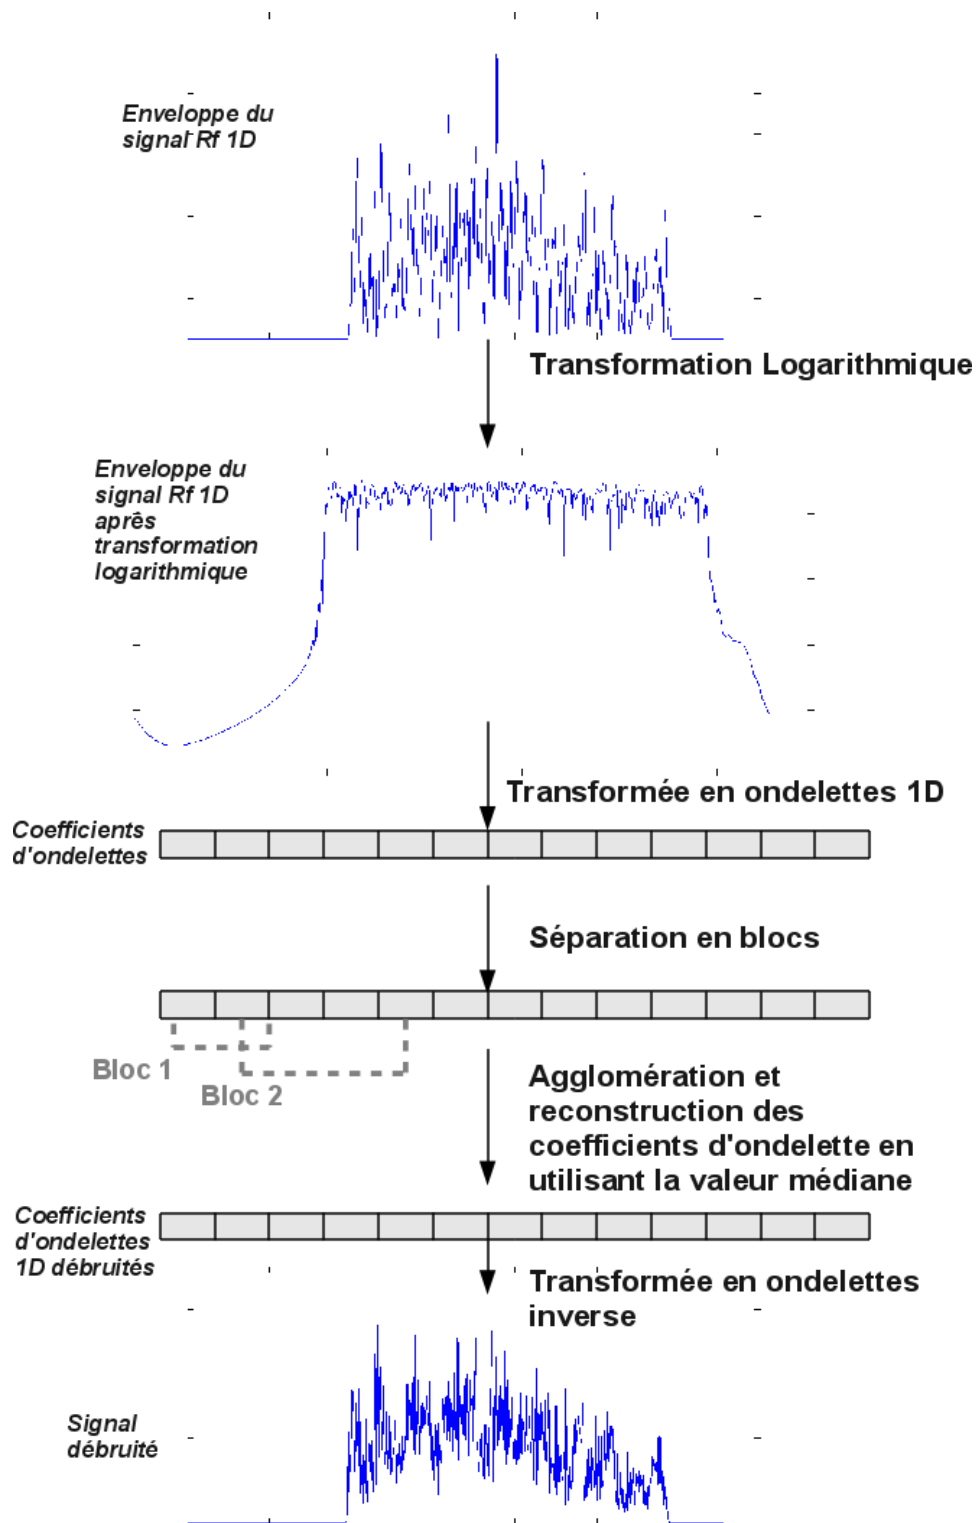 Enveloppe du
signal Rf 1D
Transformation Logarithmique
Enveloppe du
signal Rf 1D
après
transformation
logarithmique
Transformée en ondelettes 1D
Coefficients
d'ondelettes
Séparation en blocs
Bloc 1
Bloc 2
Agglomération et
reconstruction des
coefficients d'ondelette en
utilisant la valeur médiane
Coefficients
d'ondelettes
1D débruités
Transformée en ondelettes
inverse
Signal
débruité